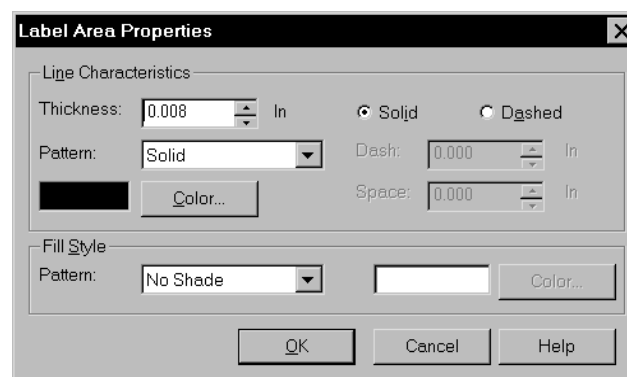 Label Area Properties
Line Characteristics
Thickness: 0.008 In Solid Dashed
Pattern: Solid Dash: 0.000 In
Color... Space: 0.000 In
Fill Style
Pattern: No Shade Color...
OK Cancel Help